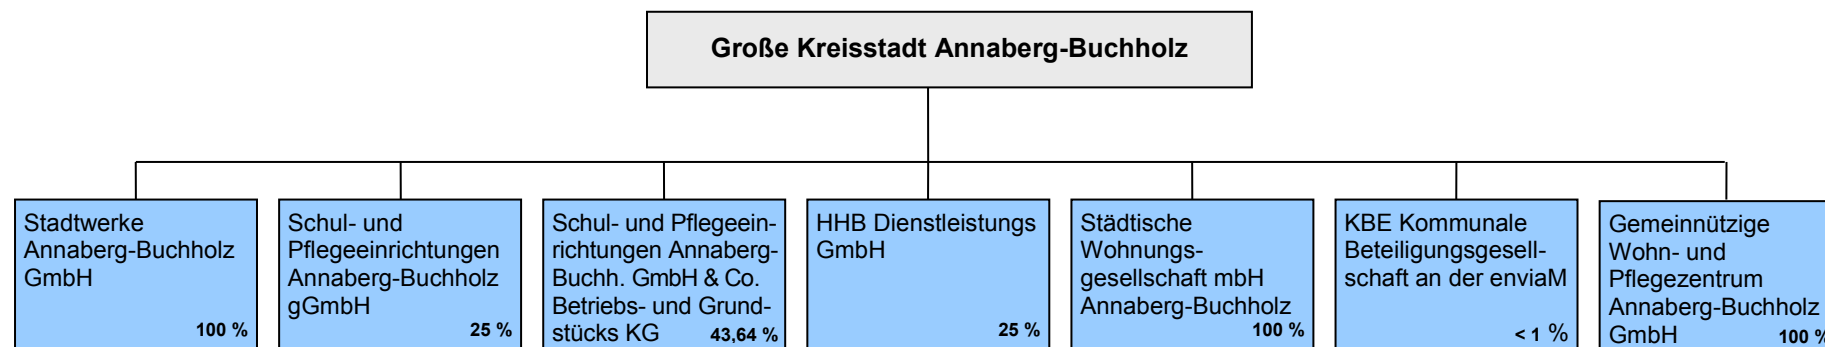 Große Kreisstadt Annaberg-Buchholz
Stadtwerke
Annaberg-Buchholz
GmbH
100 %
Schul- und
Pflegeeinrichtungen
Annaberg-Buchholz
gGmbH
25 %
Schul- und Pflegeein-
richtungen Annaberg-
Buchh. GmbH & Co.
Betriebs- und Grund-
stücks KG 43,64 %
HHB Dienstleistungs
GmbH
25 %
Städtische
Wohnungs-
gesellschaft mbH
Annaberg-Buchholz
100 %
KBE Kommunale
Beteiligungsgesell-
schaft an der enviaM
< 1 %
Gemeinnützige
Wohn- und
Pflegezentrum
Annaberg-Buchholz
GmbH 100 %